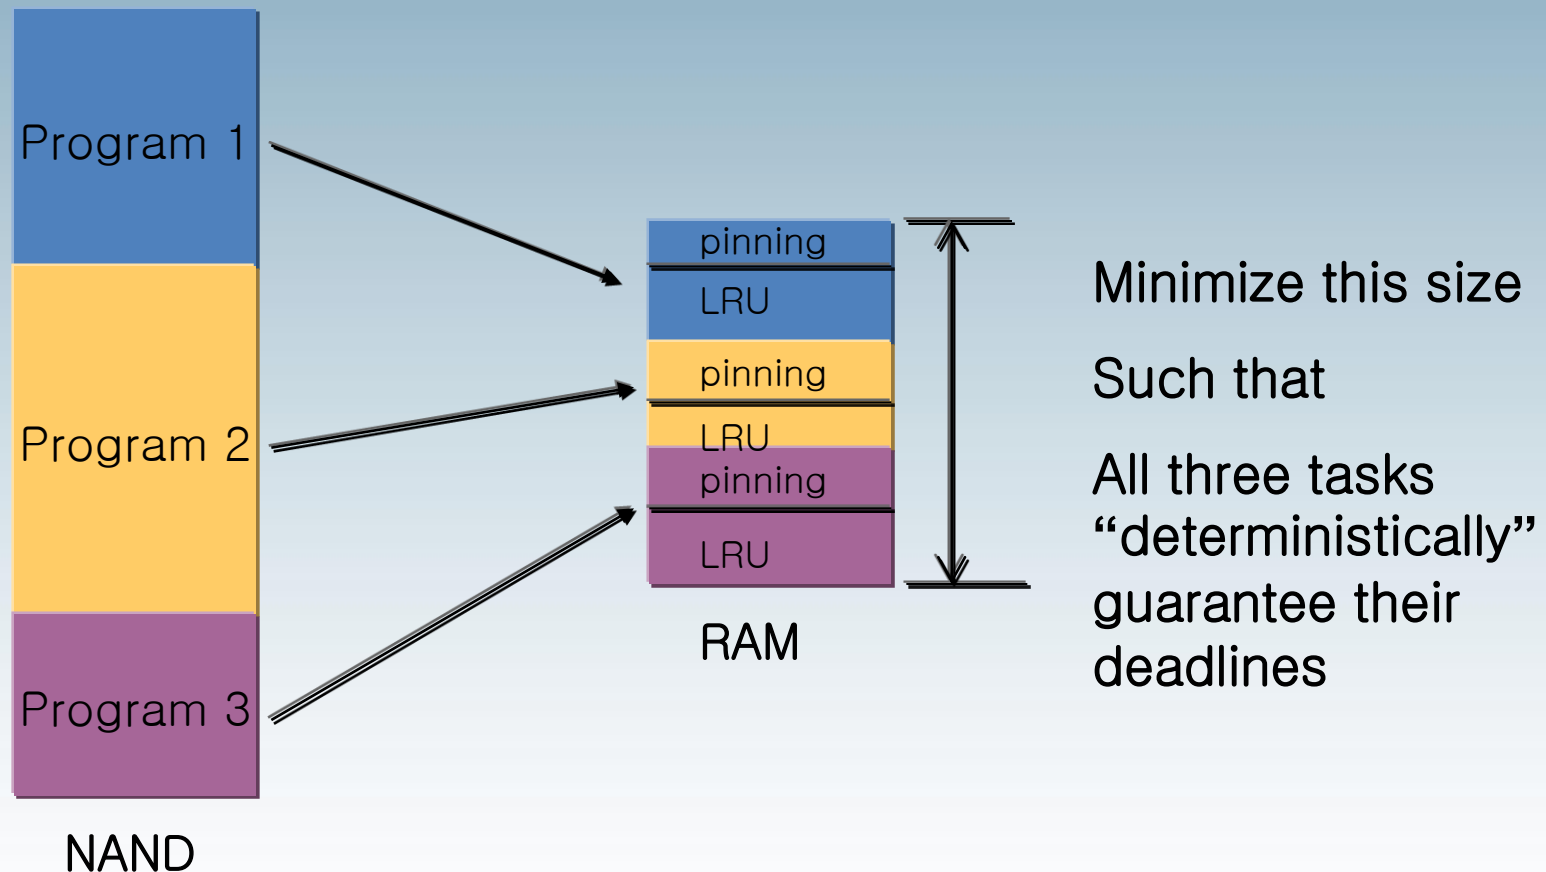 Program 1
Program 2
Program 3
NAND
pinning
LRU
pinning
LRU
pinning
LRU
RAM
Minimize this size
Such that
All three tasks
“deterministically”
guarantee their
deadlines